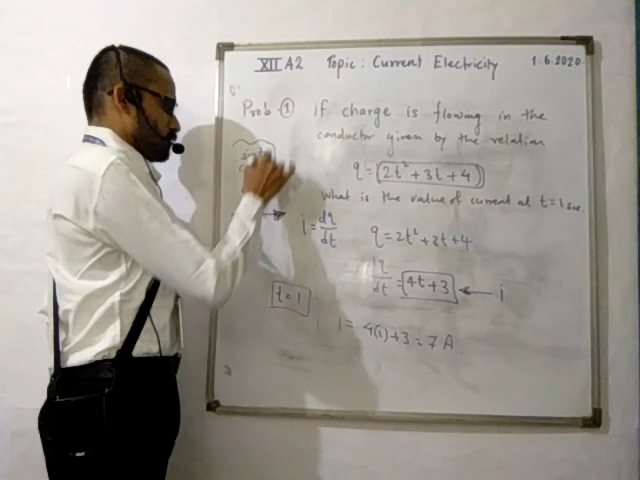 XII A2 Topic : Current Electricity 1.6.2020
Prob. ① If charge is flowing in the
conductor given by the relation
q = (2t² + 3t + 4)
What is the value of current at t = 1 sec.
i = dq/dt q = 2t² + 3t + 4
dq/dt = 4t + 3 ← i
t = 1
i = 4(1) + 3 = 7 A.